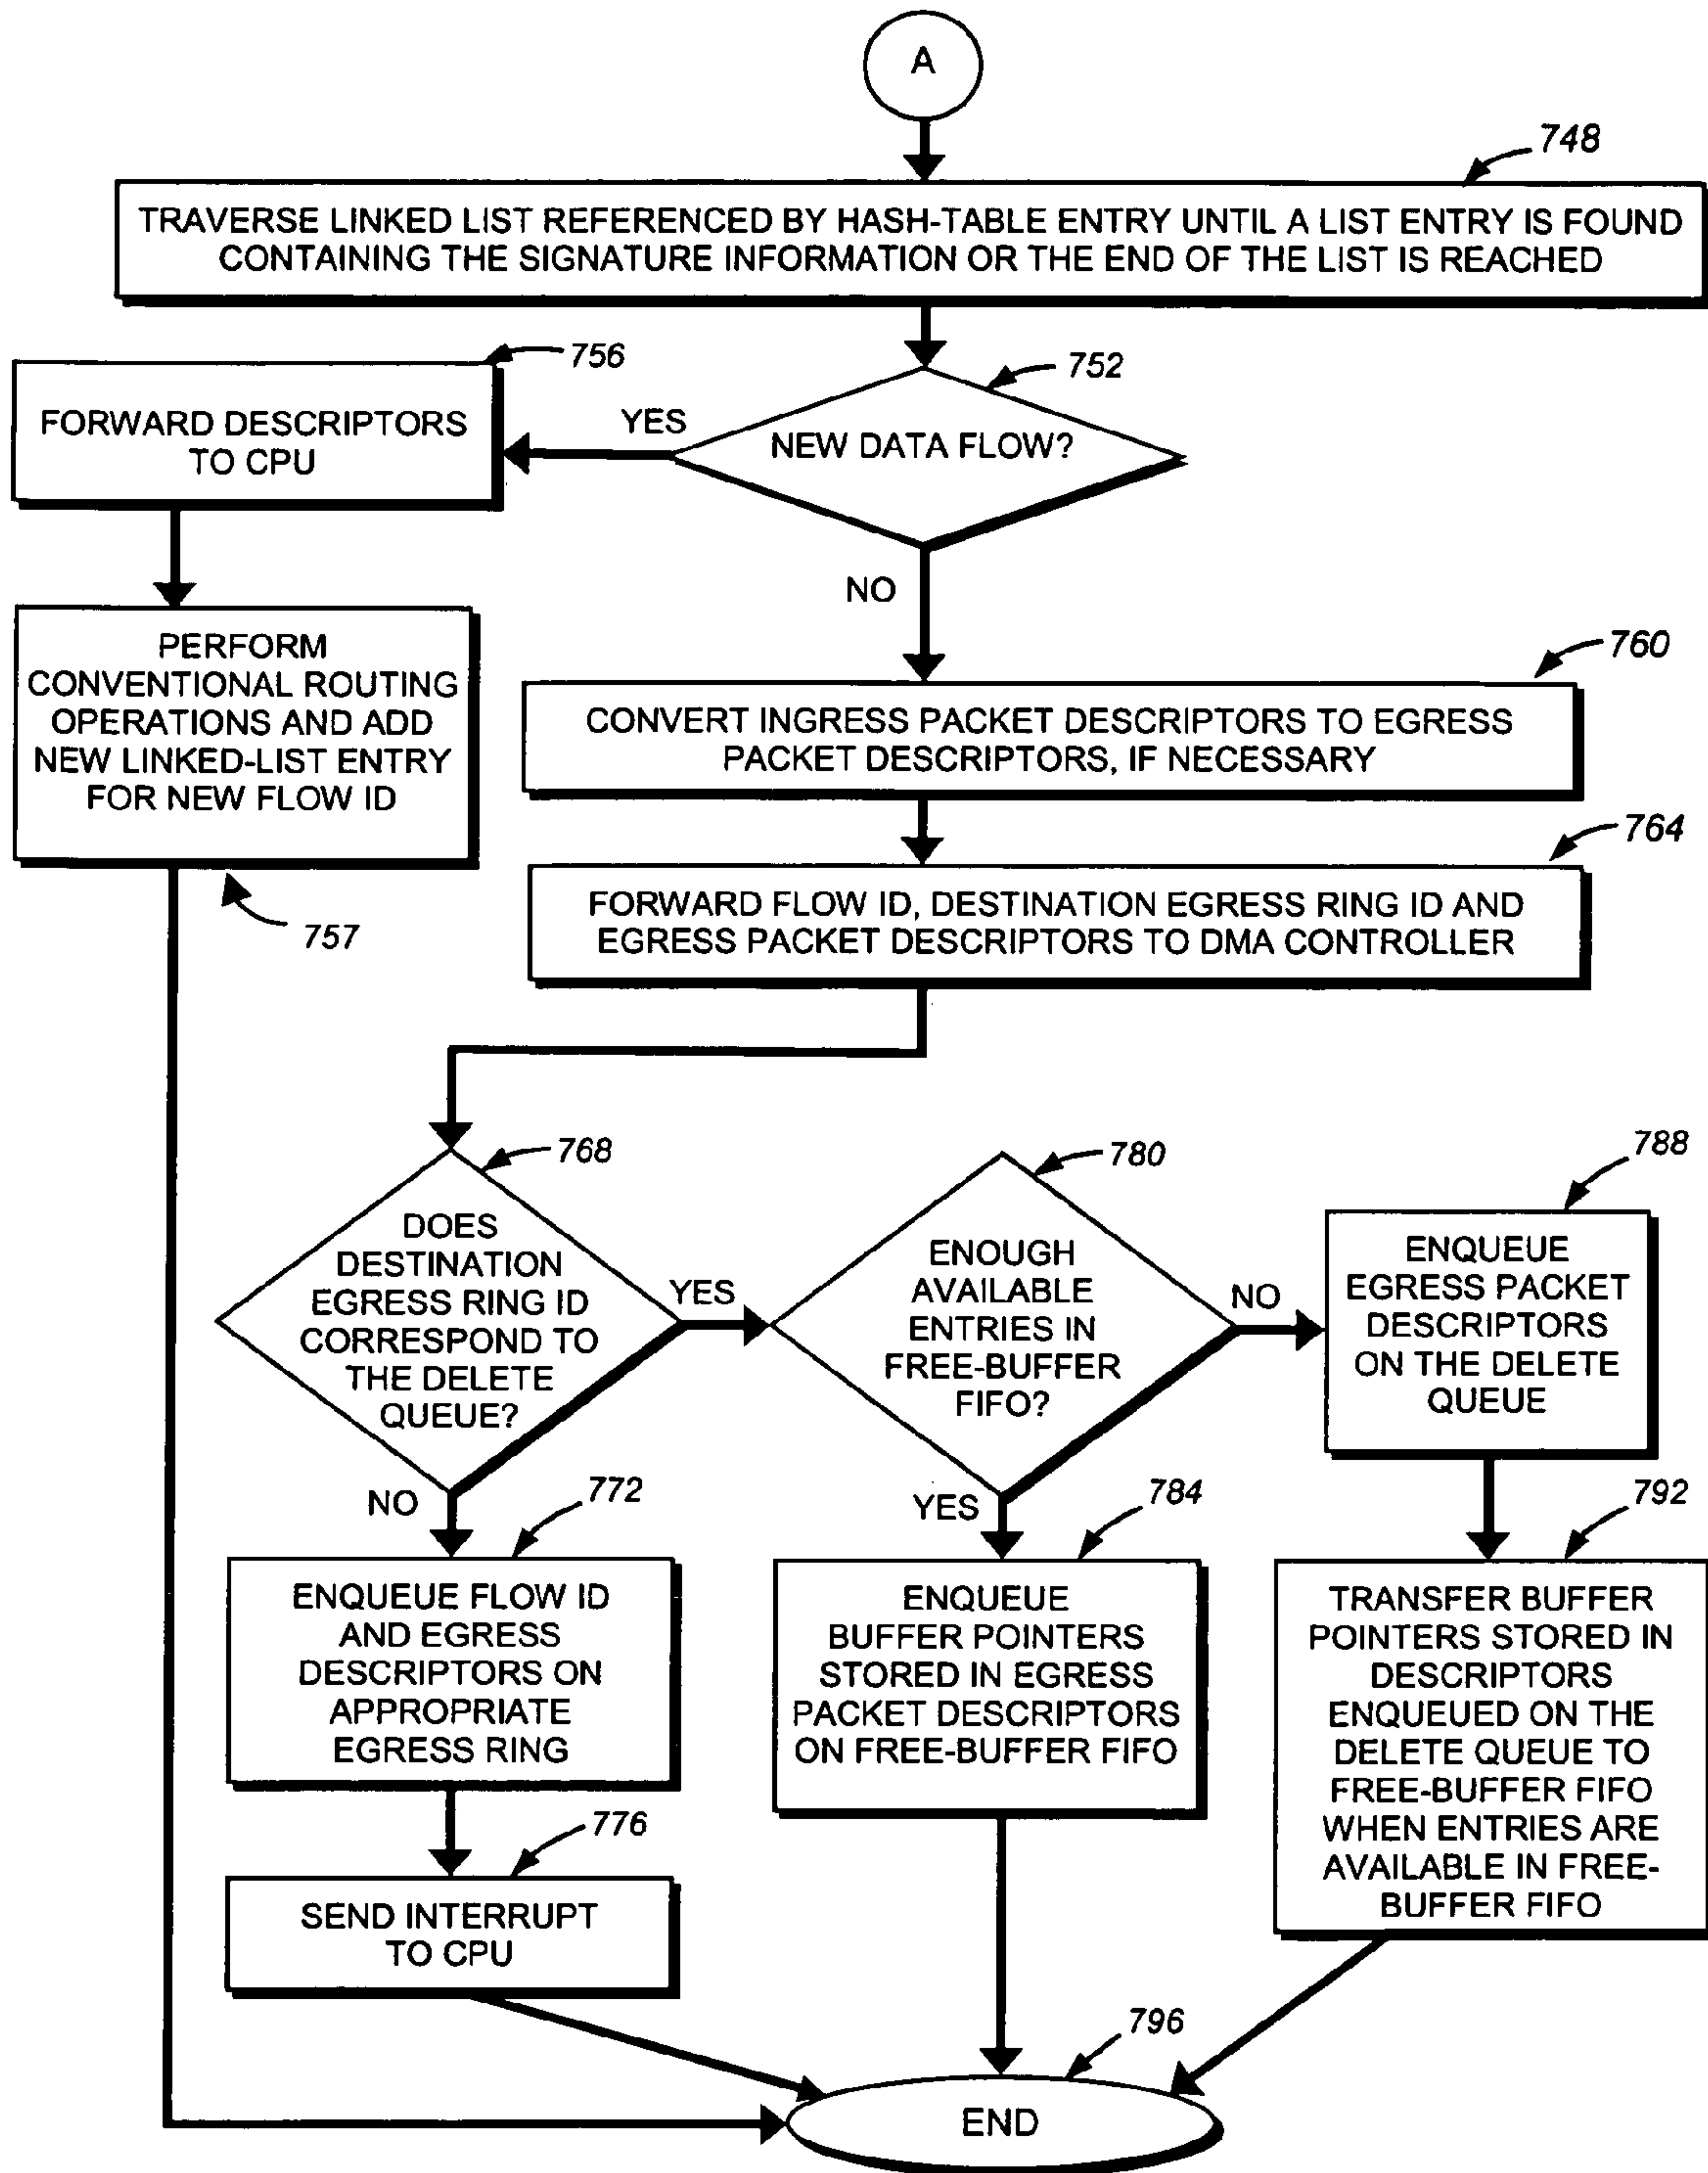 A
748
TRAVERSE LINKED LIST REFERENCED BY HASH-TABLE ENTRY UNTIL A LIST ENTRY IS FOUND
CONTAINING THE SIGNATURE INFORMATION OR THE END OF THE LIST IS REACHED
756
FORWARD DESCRIPTORS
TO CPU
YES
752
NEW DATA FLOW?
NO
PERFORM
CONVENTIONAL ROUTING
OPERATIONS AND ADD
NEW LINKED-LIST ENTRY
FOR NEW FLOW ID
757
760
CONVERT INGRESS PACKET DESCRIPTORS TO EGRESS
PACKET DESCRIPTORS, IF NECESSARY
764
FORWARD FLOW ID, DESTINATION EGRESS RING ID AND
EGRESS PACKET DESCRIPTORS TO DMA CONTROLLER
768
DOES
DESTINATION
EGRESS RING ID
CORRESPOND TO
THE DELETE
QUEUE?
YES
NO
780
ENOUGH
AVAILABLE
ENTRIES IN
FREE-BUFFER
FIFO?
NO
YES
788
ENQUEUE
EGRESS PACKET
DESCRIPTORS
ON THE DELETE
QUEUE
772
ENQUEUE FLOW ID
AND EGRESS
DESCRIPTORS ON
APPROPRIATE
EGRESS RING
784
ENQUEUE
BUFFER POINTERS
STORED IN EGRESS
PACKET DESCRIPTORS
ON FREE-BUFFER FIFO
792
TRANSFER BUFFER
POINTERS STORED IN
DESCRIPTORS
ENQUEUED ON THE
DELETE QUEUE TO
FREE-BUFFER FIFO
WHEN ENTRIES ARE
AVAILABLE IN FREE-
BUFFER FIFO
776
SEND INTERRUPT
TO CPU
796
END